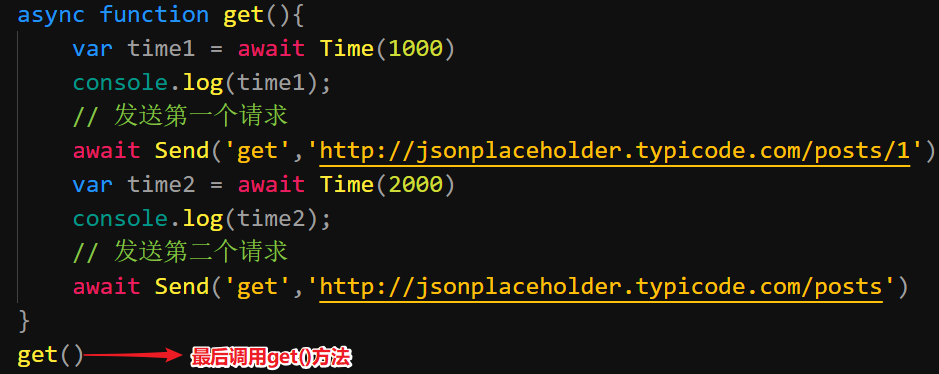 async function get(){
    var time1 = await Time(1000)
    console.log(time1);
    // 发送第一个请求
    await Send('get','http://jsonplaceholder.typicode.com/posts/1')
    var time2 = await Time(2000)
    console.log(time2);
    // 发送第二个请求
    await Send('get','http://jsonplaceholder.typicode.com/posts')
}
get() 最后调用get()方法